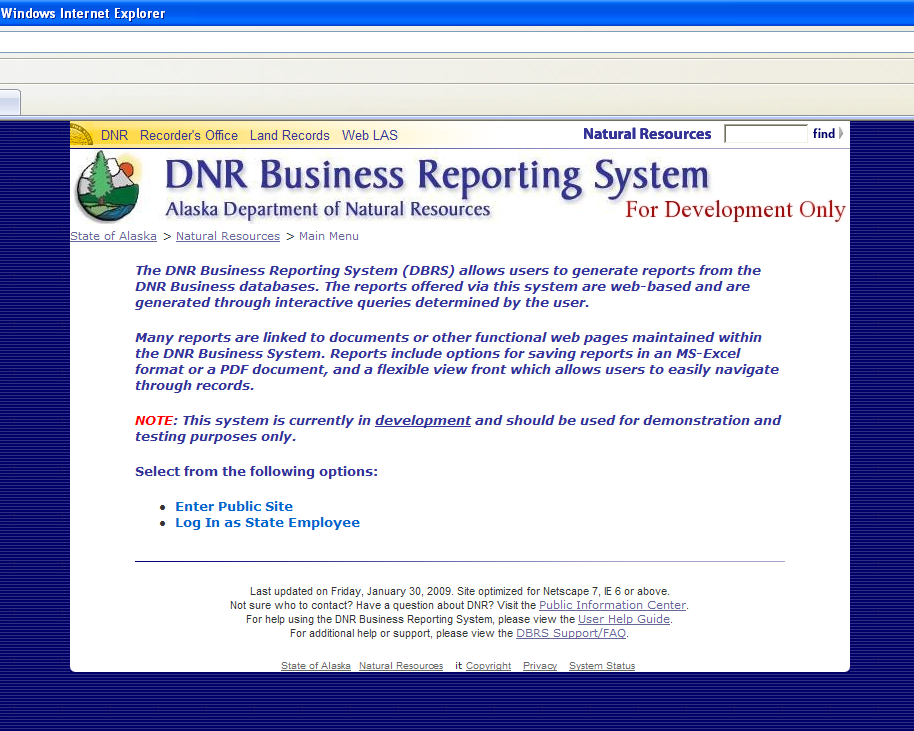 Windows Internet Explorer
DNR Recorder's Office Land Records Web LAS Natural Resources find
DNR Business Reporting System
Alaska Department of Natural Resources
For Development Only
State of Alaska > Natural Resources > Main Menu
The DNR Business Reporting System (DBRS) allows users to generate reports from the
DNR Business databases. The reports offered via this system are web-based and are
generated through interactive queries determined by the user.
Many reports are linked to documents or other functional web pages maintained within
the DNR Business System. Reports include options for saving reports in an MS-Excel
format or a PDF document, and a flexible view front which allows users to easily navigate
through records.
NOTE: This system is currently in development and should be used for demonstration and
testing purposes only.
Select from the following options:
• Enter Public Site
• Log In as State Employee
Last updated on Friday, January 30, 2009. Site optimized for Netscape 7, IE 6 or above.
Not sure who to contact? Have a question about DNR? Visit the Public Information Center.
For help using the DNR Business Reporting System, please view the User Help Guide.
For additional help or support, please view the DBRS Support/FAQ.
State of Alaska Natural Resources it Copyright Privacy System Status